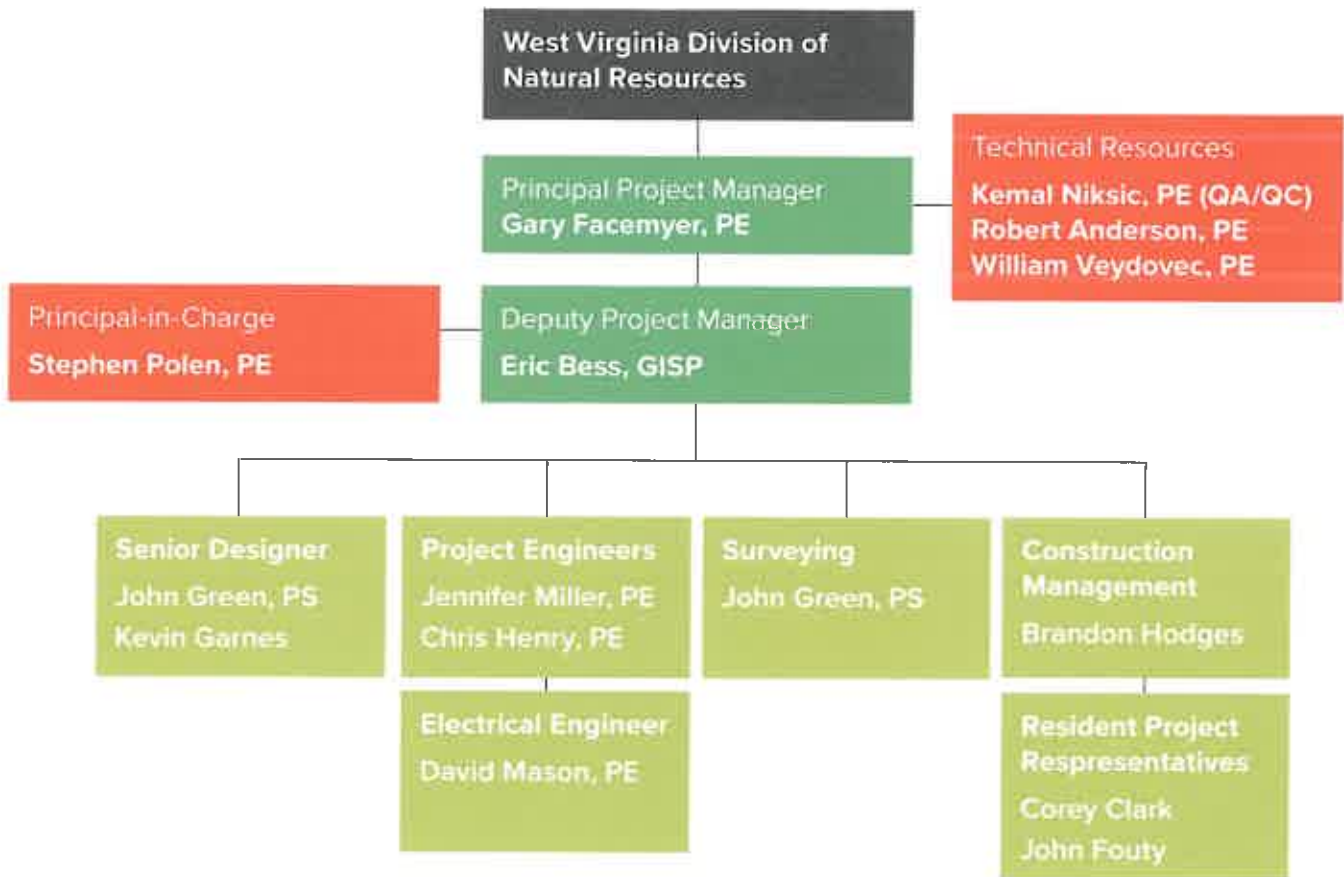 West Virginia Division of
Natural Resources
Principal Project Manager
Gary Facemyer, PE
Technical Resources
Kemal Niksic, PE (QA/QC)
Robert Anderson, PE
William Veydovec, PE
Principal-in-Charge
Stephen Polen, PE
Deputy Project Manager
Eric Bess, GISP
Senior Designer
John Green, PS
Kevin Garnes
Project Engineers
Jennifer Miller, PE
Chris Henry, PE
Electrical Engineer
David Mason, PE
Surveying
John Green, PS
Construction
Management
Brandon Hodges
Resident Project
Respresentatives
Corey Clark
John Fouty